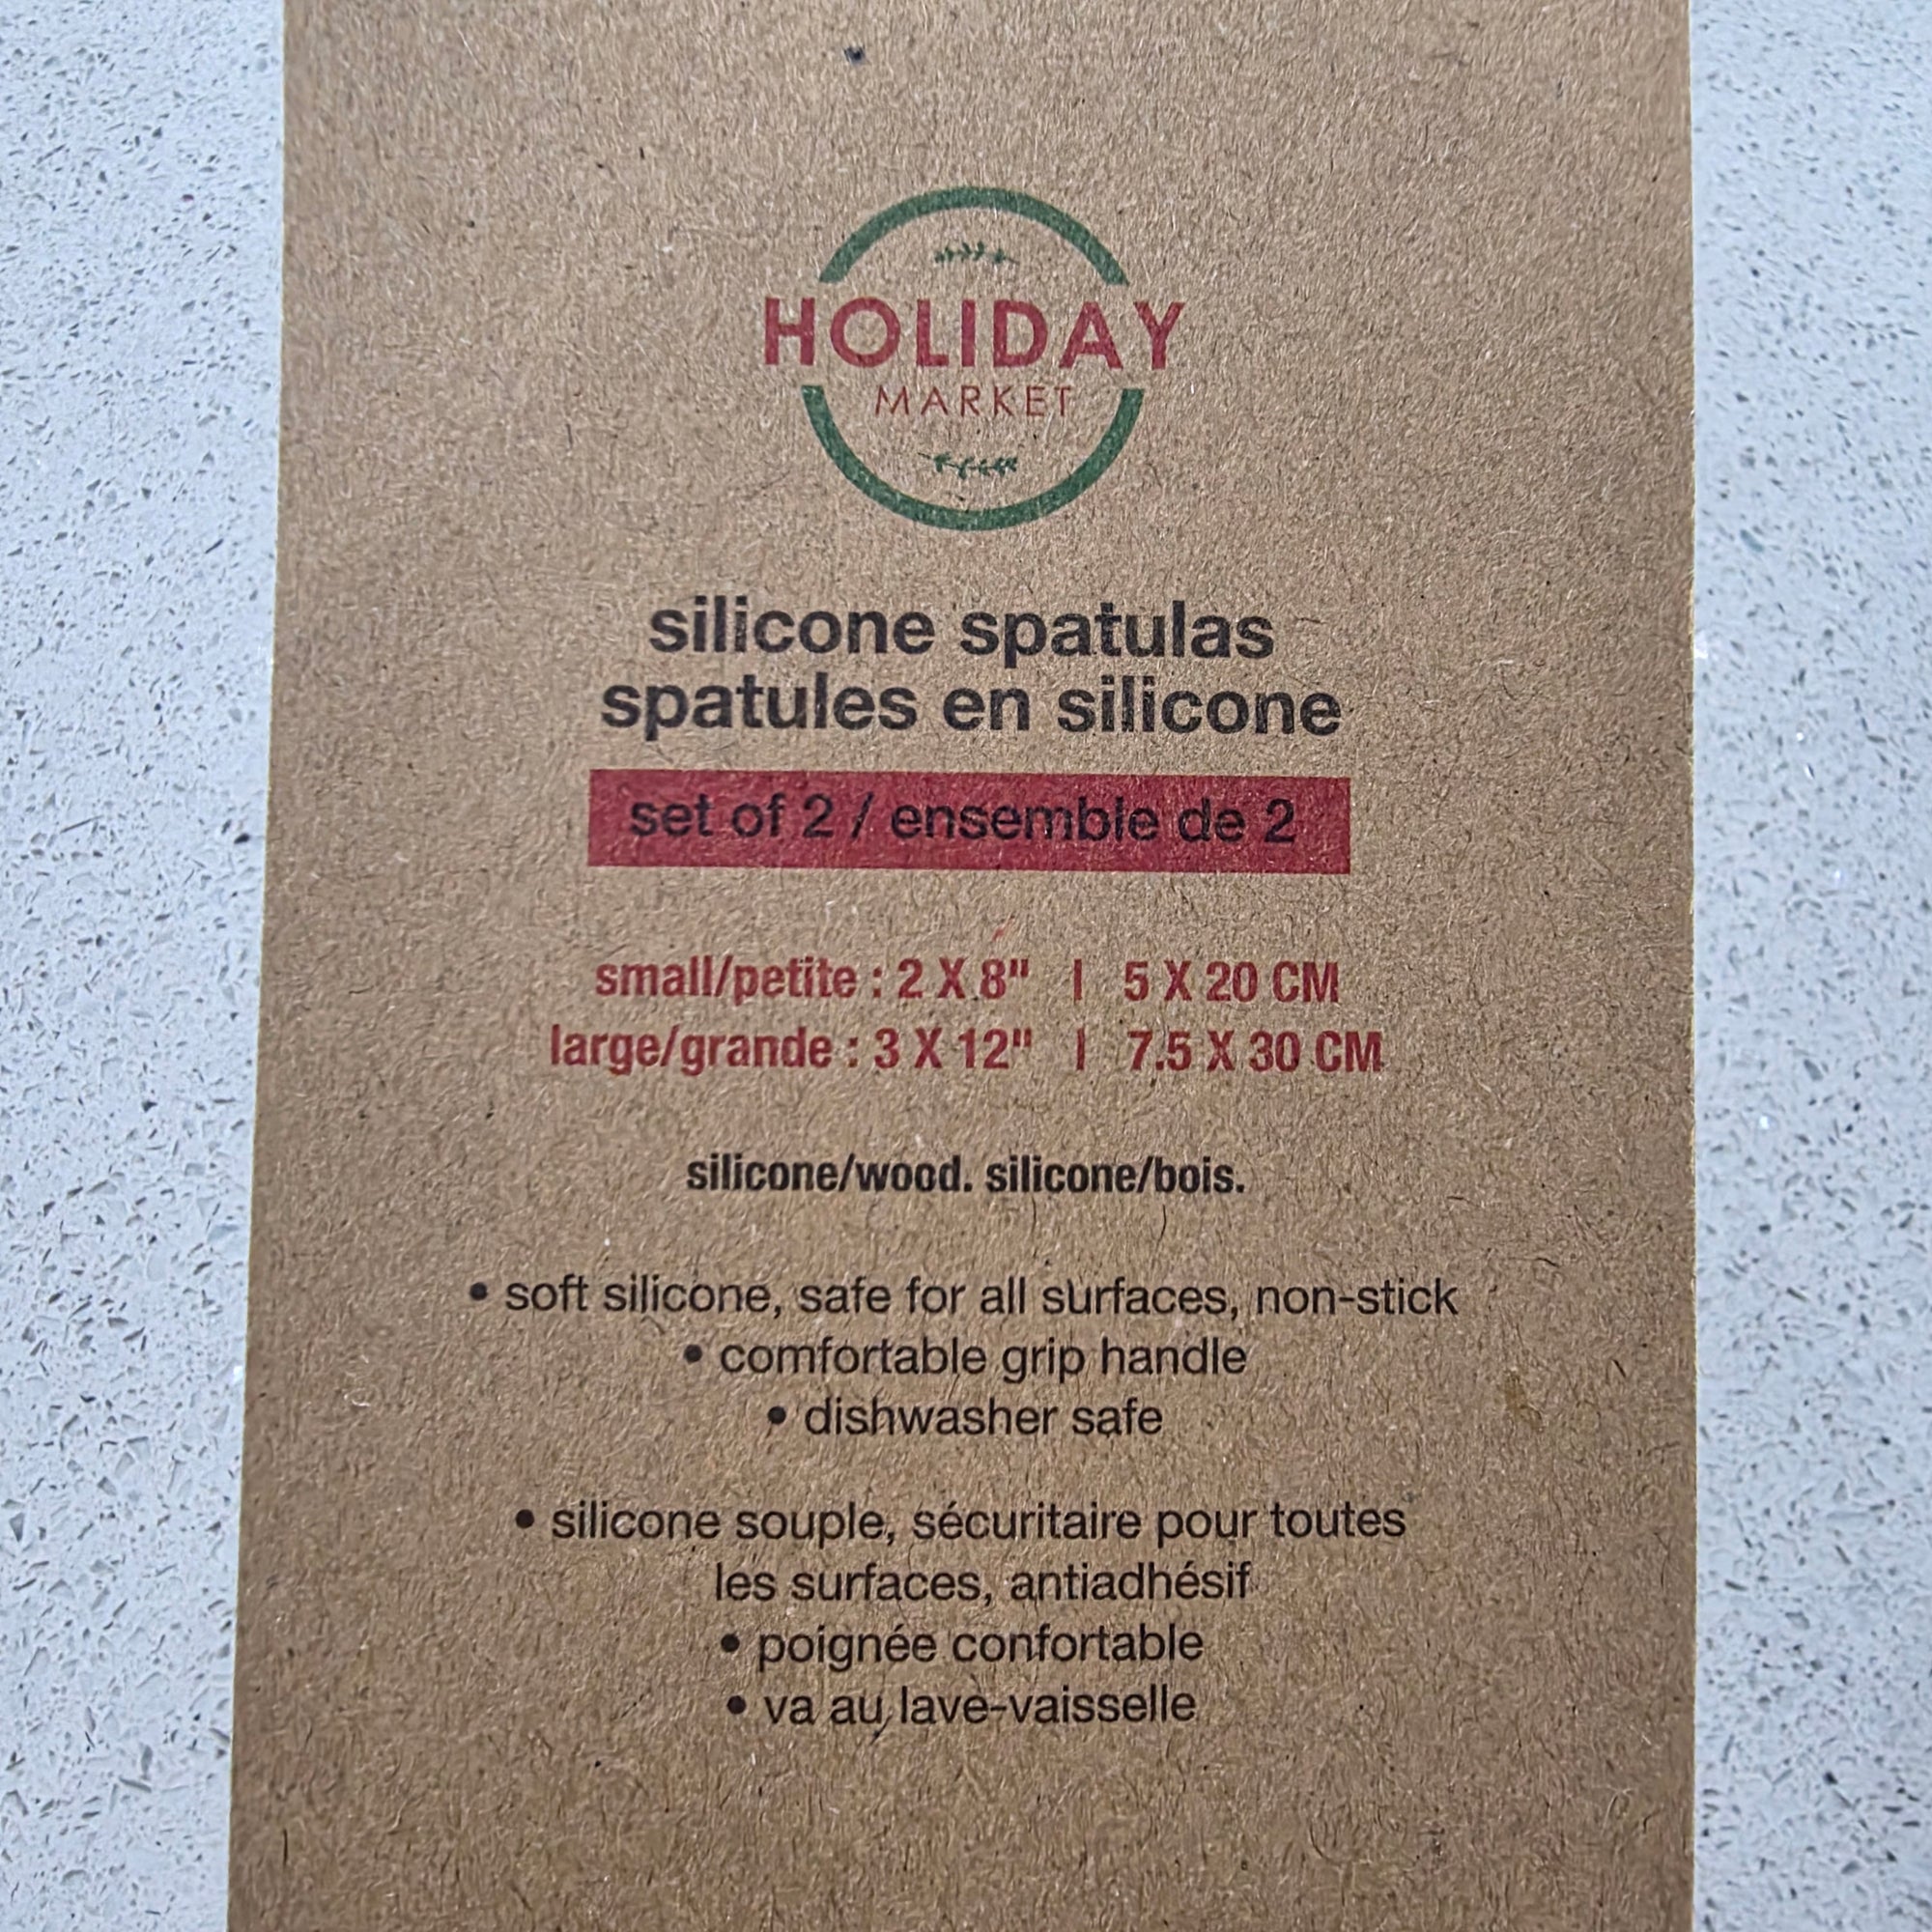 HOLIDAY
MARKET
silicone spatulas
spatules en silicone
set of 2 / ensemble de 2
small/petite : 2 X 8" | 5 X 20 CM
large/grande : 3 X 12" | 7.5 X 30 CM
silicone/wood. silicone/bois.
• soft silicone, safe for all surfaces, non-stick
• comfortable grip handle
• dishwasher safe
• silicone souple, sécuritaire pour toutes
les surfaces, antiadhésif
• poignée confortable
• va au lave-vaisselle